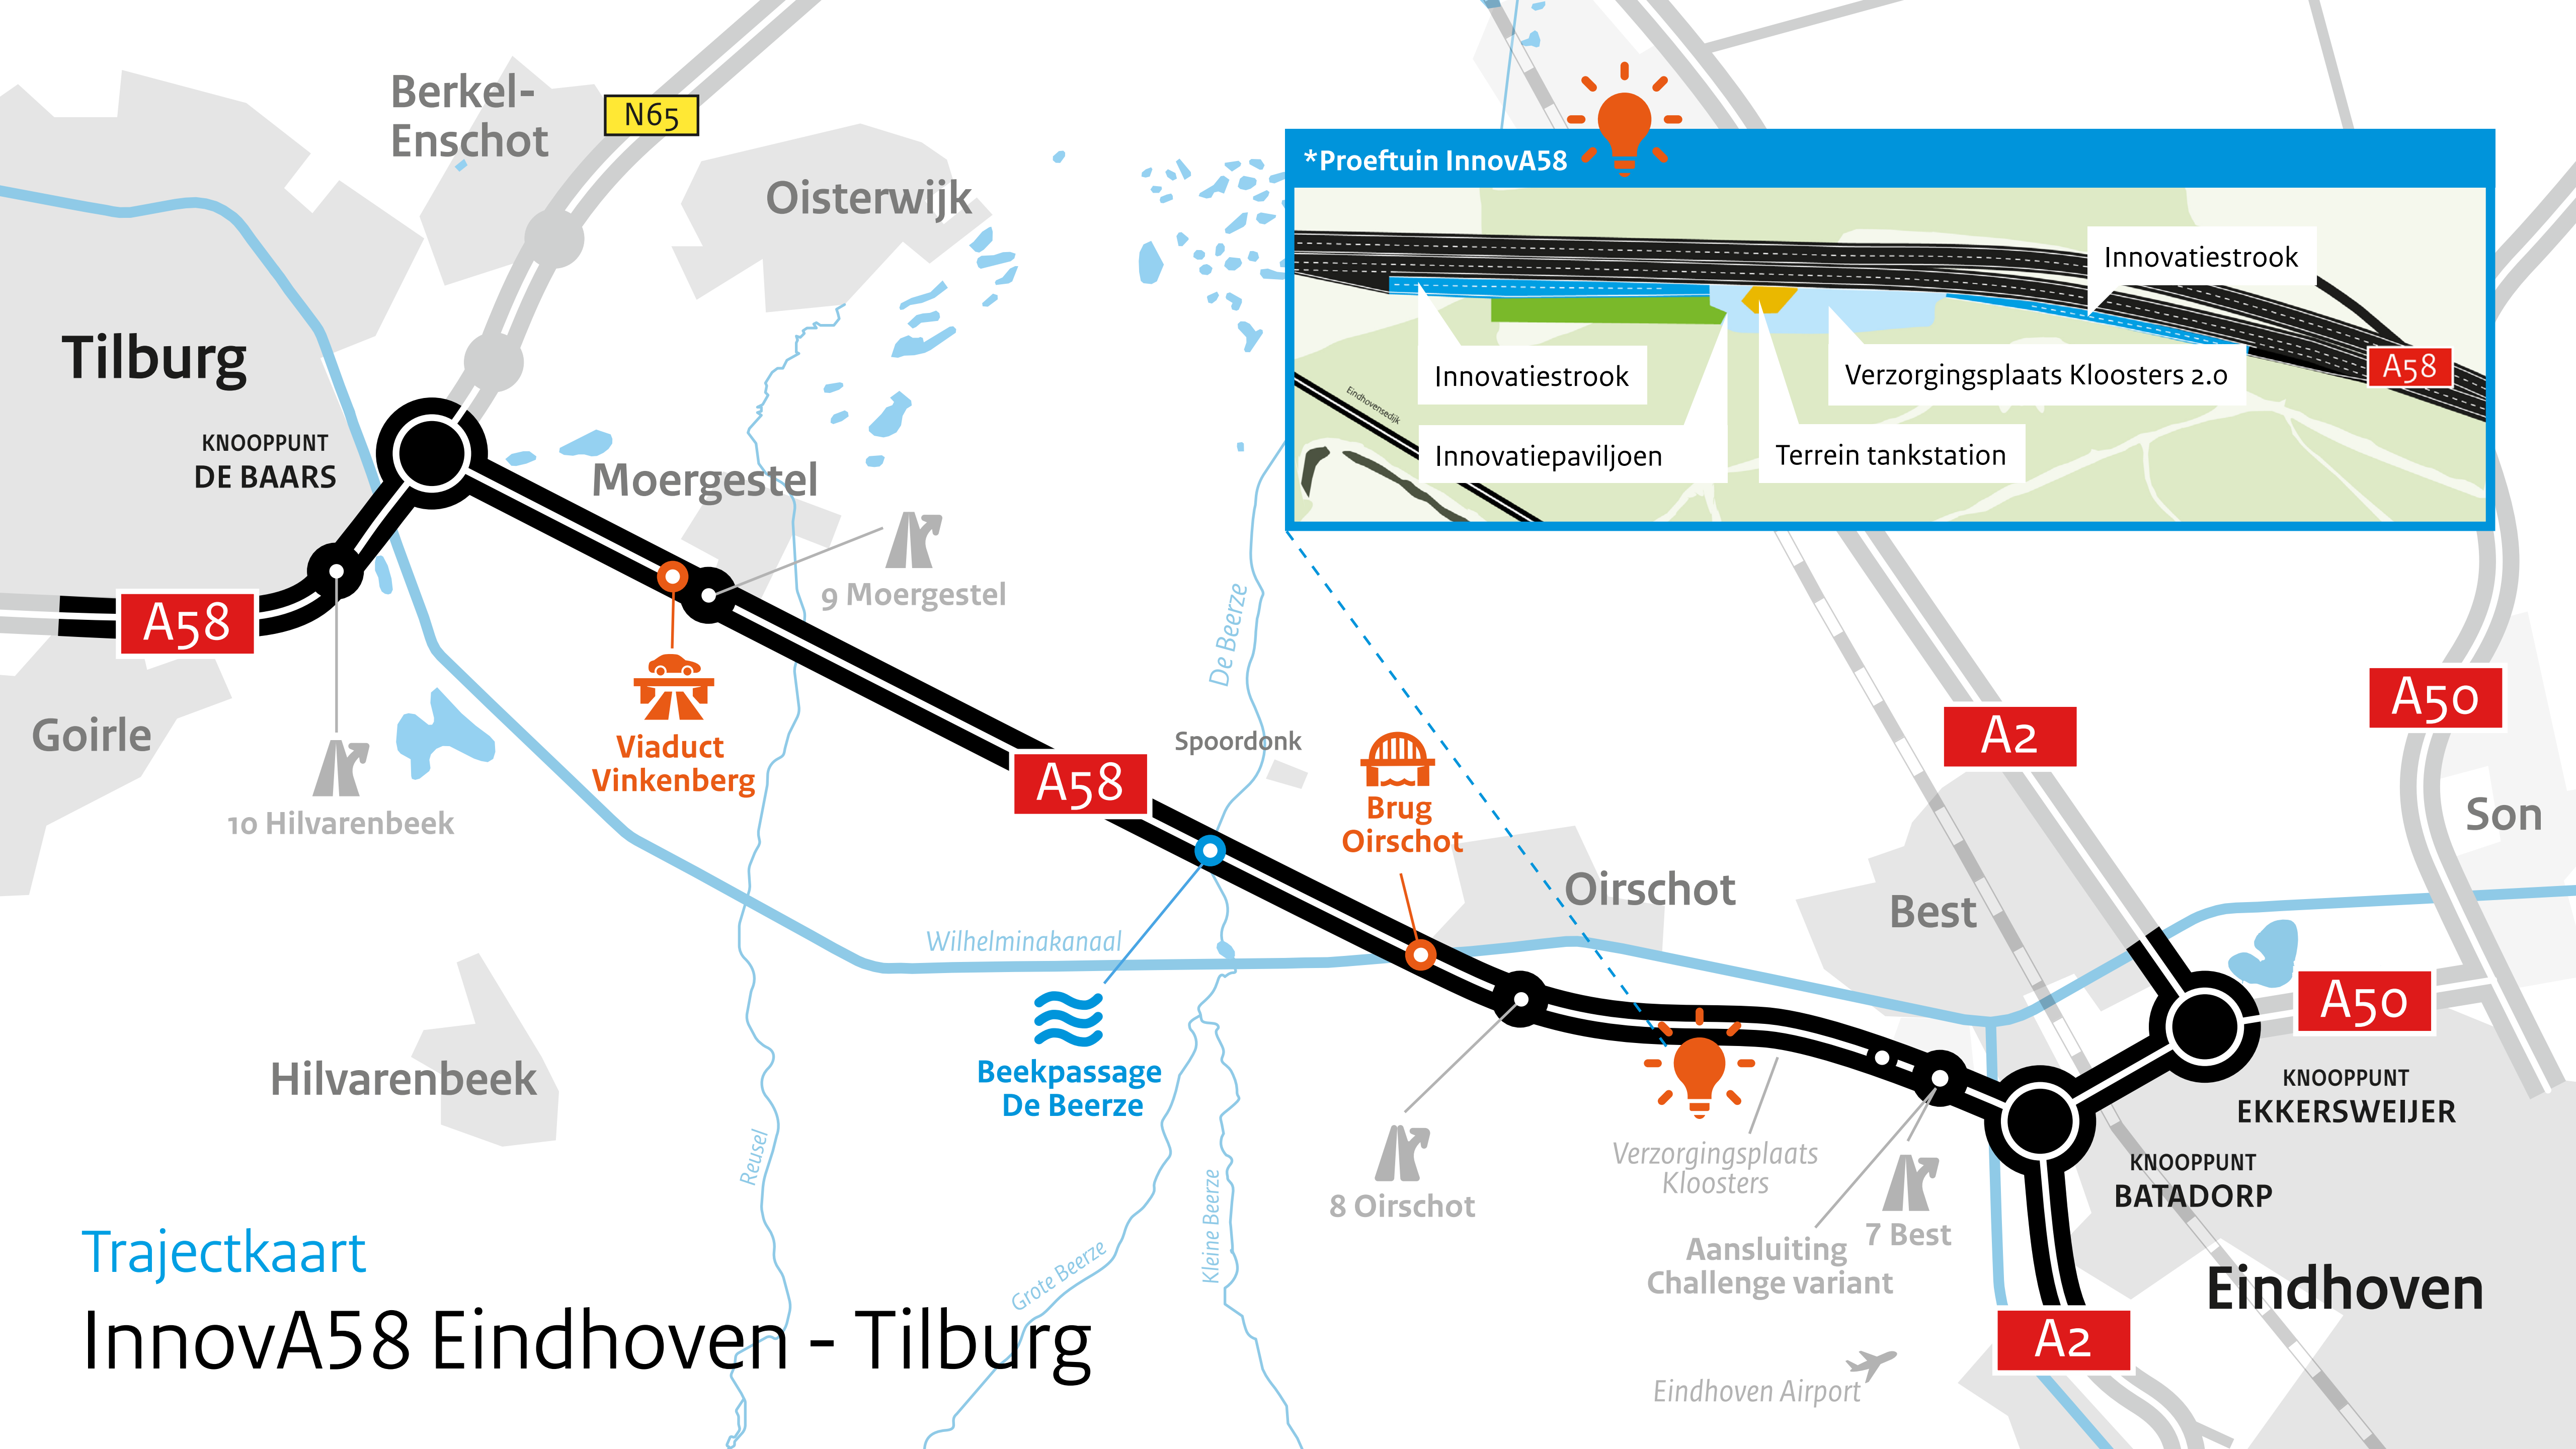 Berkel-
Enschot
N65
Oisterwijk
Tilburg
KNOOPPUNT
DE BAARS
Moergestel
9 Moergestel
A58
Goirle
10 Hilvarenbeek
Viaduct
Vinkenberg
*Proeftuin InnovA58
Innovatiestrook
A58
Innovatiestrook
Verzorgingsplaats Kloosters 2.0
Eindhovensedijk
Innovatiepaviljoen
Terrein tankstation
De Beerze
Spoordonk
A58
Brug
Oirschot
A2
A50
Son
Oirschot
Best
Wilhelminakanaal
A50
Beekpassage
De Beerze
Hilvarenbeek
KNOOPPUNT
EKKERSWEIJER
KNOOPPUNT
BATADORP
Reusel
Grote Beerze
Kleine Beerze
8 Oirschot
Verzorgingsplaats
Kloosters
7 Best
Aansluiting
Challenge variant
Eindhoven
A2
Eindhoven Airport
Trajectkaart
InnovA58 Eindhoven - Tilburg